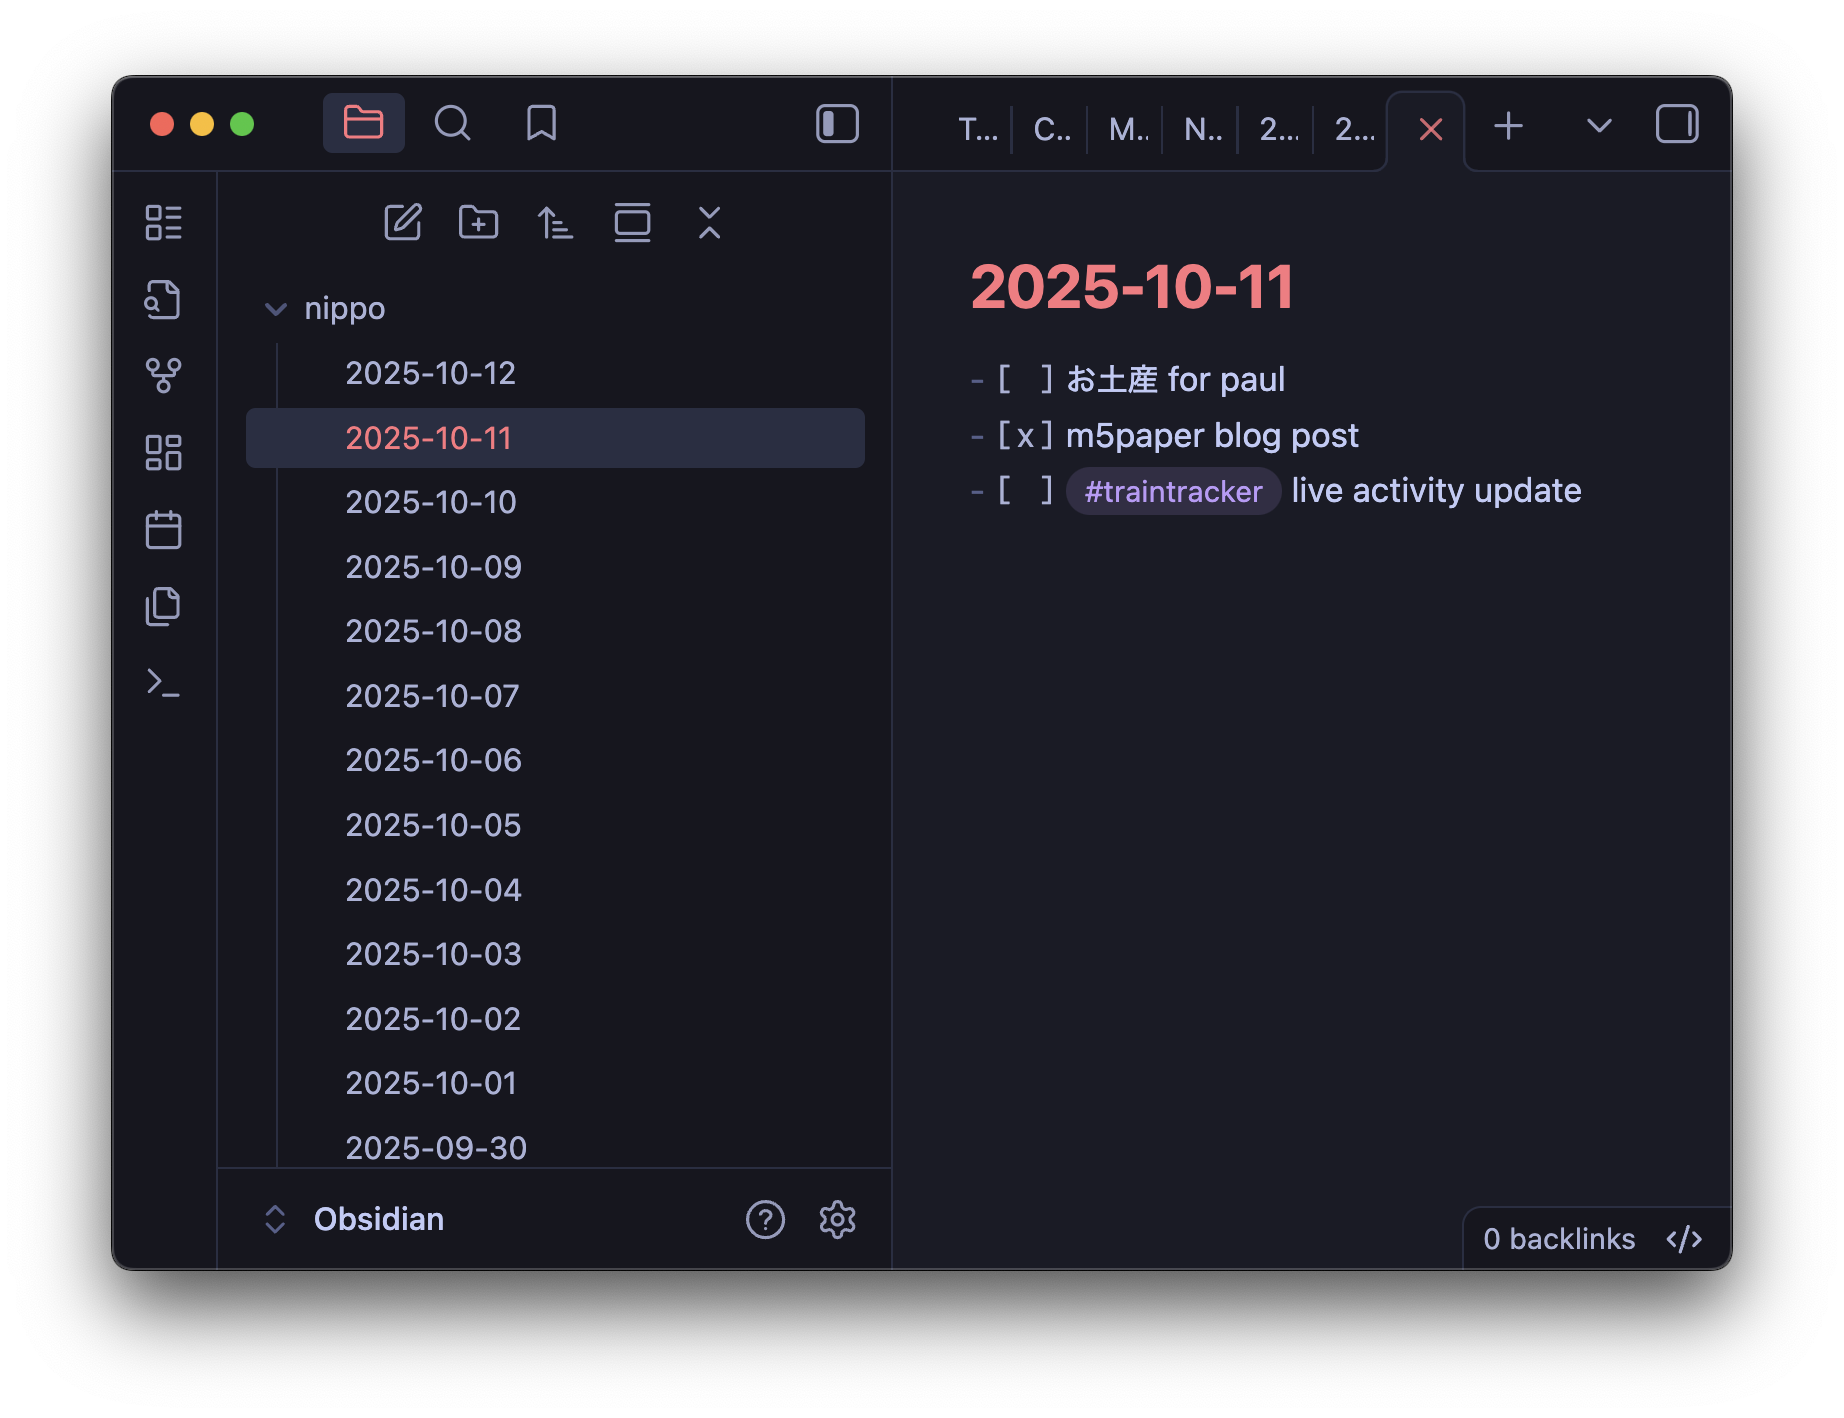 T...
C..
M..
N..
2...
2...
nippo
2025-10-12
2025-10-11
2025-10-10
2025-10-09
2025-10-08
2025-10-07
2025-10-06
2025-10-05
2025-10-04
2025-10-03
2025-10-02
2025-10-01
2025-09-30
Obsidian
2025-10-11
- [ ] お土産 for paul
- [x] m5paper blog post
- [ ] #traintracker live activity update
0 backlinks